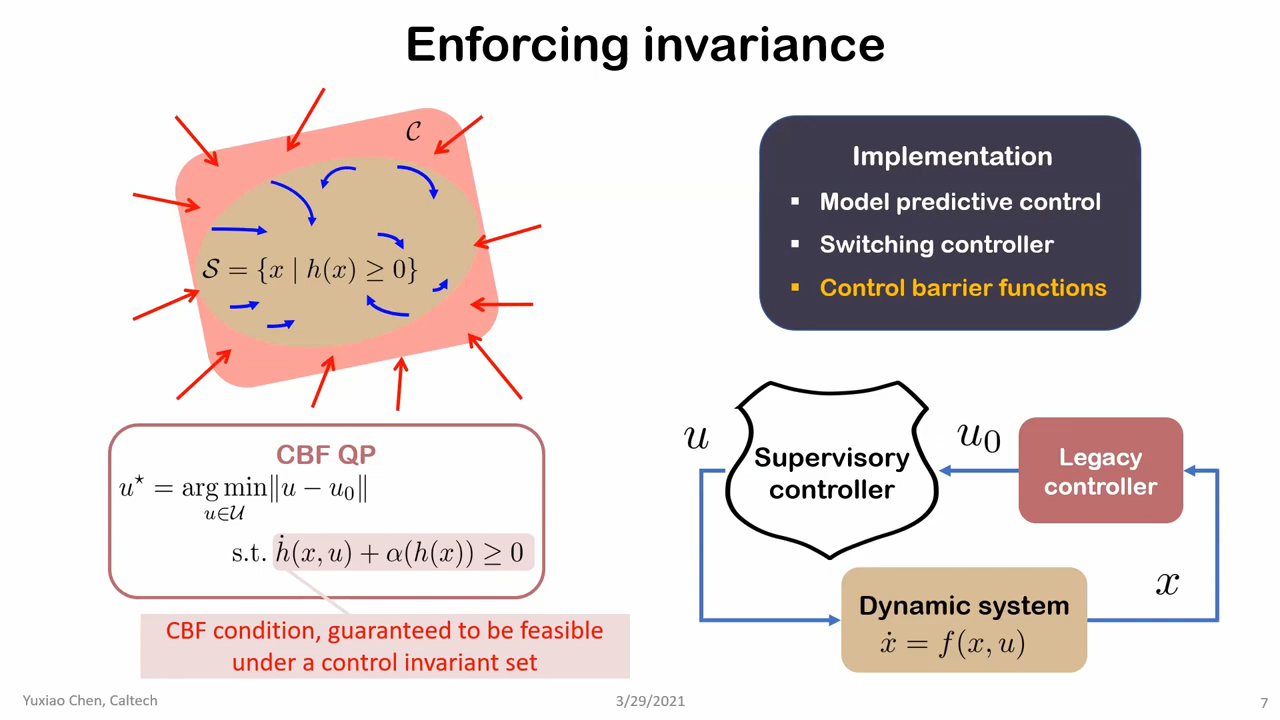 Enforcing invariance
𝒞
𝒮 = {x | h(x) ≥ 0}
Implementation
▪ Model predictive control
▪ Switching controller
▪ Control barrier functions
CBF QP
u⋆ = arg min‖u − u₀‖
u∈𝒰
s.t. ḣ(x, u) + α(h(x)) ≥ 0
CBF condition, guaranteed to be feasible
under a control invariant set
u
Supervisory
controller
u₀
Legacy
controller
x
Dynamic system
ẋ = f(x, u)
Yuxiao Chen, Caltech
3/29/2021
7